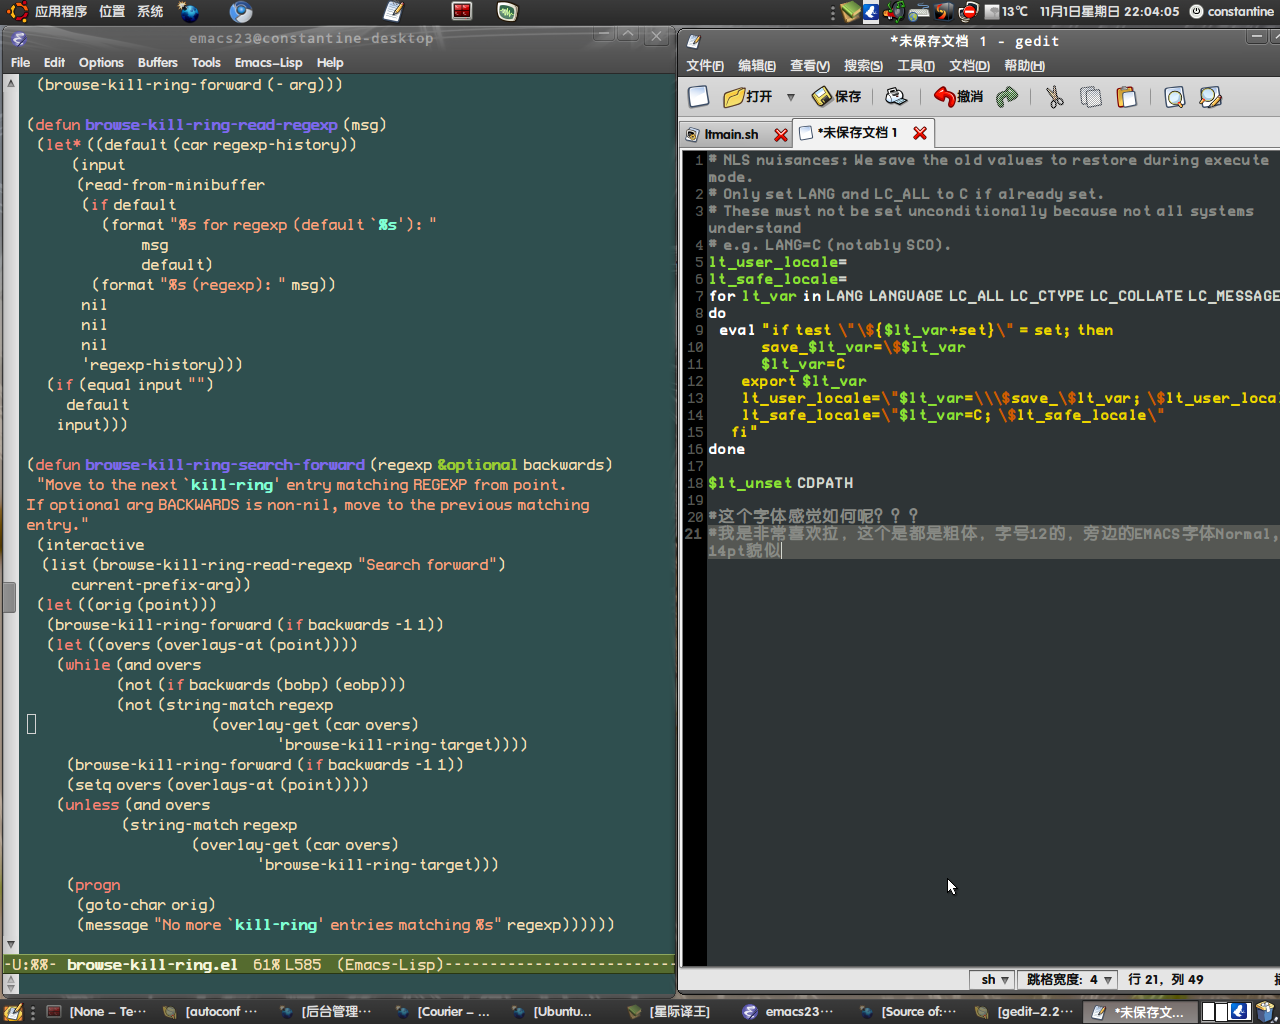 应用程序 位置 系统
13℃ 11月1日星期日 22:04:05 constantine
emacs23@constantine-desktop
File Edit Options Buffers Tools Emacs-Lisp Help
(browse-kill-ring-forward (- arg)))
(defun browse-kill-ring-read-regexp (msg)
(let* ((default (car regexp-history))
(input
(read-from-minibuffer
(if default
(format "%s for regexp (default `%s'): "
msg
default)
(format "%s (regexp): " msg))
nil
nil
nil
'regexp-history)))
(if (equal input "")
default
input)))
(defun browse-kill-ring-search-forward (regexp &optional backwards)
"Move to the next `kill-ring' entry matching REGEXP from point.
If optional arg BACKWARDS is non-nil, move to the previous matching
entry."
(interactive
(list (browse-kill-ring-read-regexp "Search forward")
current-prefix-arg))
(let ((orig (point)))
(browse-kill-ring-forward (if backwards -1 1))
(let ((overs (overlays-at (point))))
(while (and overs
(not (if backwards (bobp) (eobp)))
(not (string-match regexp
(overlay-get (car overs)
'browse-kill-ring-target))))
(browse-kill-ring-forward (if backwards -1 1))
(setq overs (overlays-at (point))))
(unless (and overs
(string-match regexp
(overlay-get (car overs)
'browse-kill-ring-target)))
(progn
(goto-char orig)
(message "No more `kill-ring' entries matching %s" regexp))))))
-U:%%- browse-kill-ring.el 61% L585 (Emacs-Lisp)--------------------------
*未保存文档 1 - gedit
文件(F) 编辑(E) 查看(V) 搜索(S) 工具(T) 文档(D) 帮助(H)
打开 保存 撤消
ltmain.sh *未保存文档 1
1 # NLS nuisances: We save the old values to restore during execute
mode.
2 # Only set LANG and LC_ALL to C if already set.
3 # These must not be set unconditionally because not all systems
understand
4 # e.g. LANG=C (notably SCO).
5 lt_user_locale=
6 lt_safe_locale=
7 for lt_var in LANG LANGUAGE LC_ALL LC_CTYPE LC_COLLATE LC_MESSAGE
8 do
9 eval "if test \"\${$lt_var+set}\" = set; then
10 save_$lt_var=\$$lt_var
11 $lt_var=C
12 export $lt_var
13 lt_user_locale=\"$lt_var=\\\$save_\$lt_var; \$lt_user_loca
14 lt_safe_locale=\"$lt_var=C; \$lt_safe_locale\"
15 fi"
16 done
17
18 $lt_unset CDPATH
19
20 #这个字体感觉如何呢？？？
21 #我是非常喜欢拉，这个是都是粗体，字号12的，旁边的EMACS字体Normal,
14pt貌似
sh 跳格宽度: 4 行 21, 列 49
[None - Te... [autoconf ... [后台管理... [Courier - ... [Ubuntu... [星际译王] emacs23... [Source of:... [gedit-2.2... *未保存文...